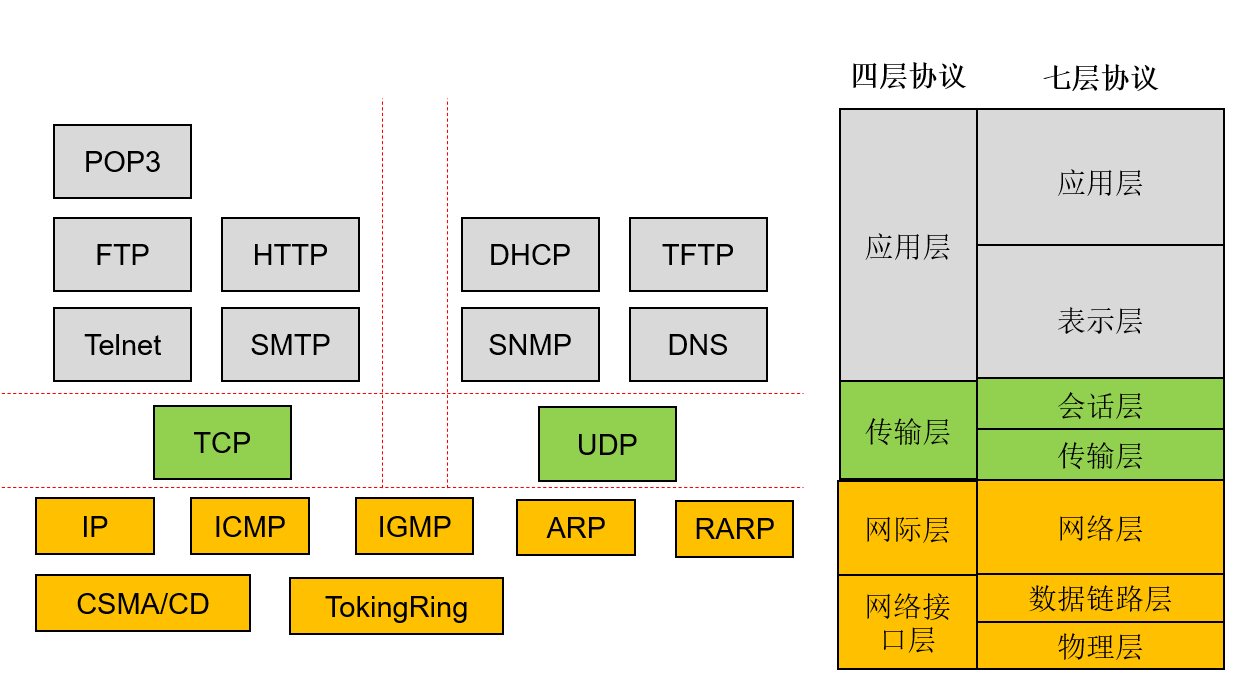 四层协议
七层协议
POP3
FTP
HTTP
DHCP
TFTP
Telnet
SMTP
SNMP
DNS
TCP
UDP
IP
ICMP
IGMP
ARP
RARP
CSMA/CD
TokingRing
应用层
传输层
网际层
网络接
口层
应用层
表示层
会话层
传输层
网络层
数据链路层
物理层